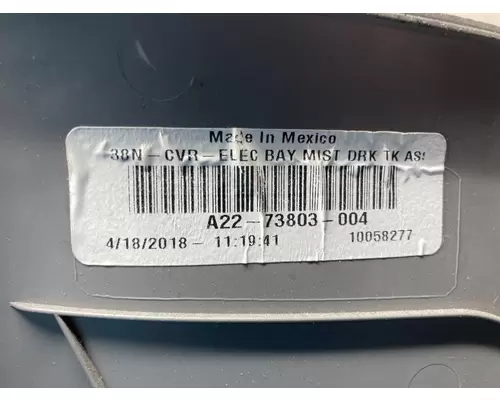 Made In Mexico
38N-CVR-ELEC BAY, MIST DRK TK ASS
A22-73803-004
4/18/2018- 11:19:41 10058277